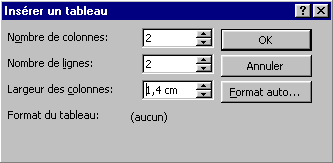 Insérer un tableau
Nombre de colonnes: 2 OK
Nombre de lignes: 2 Annuler
Largeur des colonnes: 1,4 cm Format auto...
Format du tableau: (aucun)